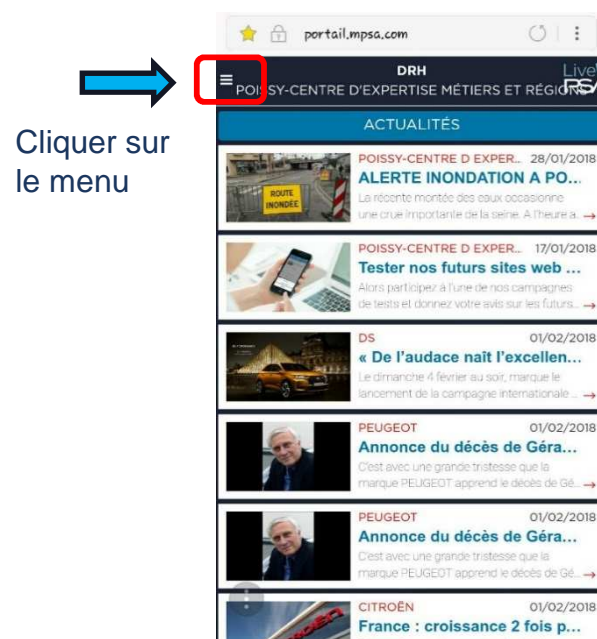 portail.mpsa.com
DRH
POISSY-CENTRE D'EXPERTISE MÉTIERS ET RÉGIONS
Live'
PSA
Cliquer sur
le menu
ACTUALITÉS
POISSY-CENTRE D EXPER... 28/01/2018
ALERTE INONDATION A PO...
La récente montée des eaux occasionne
une crue importante de la seine. A l'heure a...
ROUTE
INONDÉE
POISSY-CENTRE D EXPER... 17/01/2018
Tester nos futurs sites web ...
Alors participez à l'une de nos campagnes
de tests et donnez votre avis sur les futurs...
DS 01/02/2018
« De l'audace naît l'excellen...
Le dimanche 4 février au soir, marque le
lancement de la campagne internationale ...
PEUGEOT 01/02/2018
Annonce du décès de Géra...
C'est avec une grande tristesse que la
marque PEUGEOT apprend le décès de Gé...
PEUGEOT 01/02/2018
Annonce du décès de Géra...
C'est avec une grande tristesse que la
marque PEUGEOT apprend le décès de Gé...
CITROËN 01/02/2018
France : croissance 2 fois p...